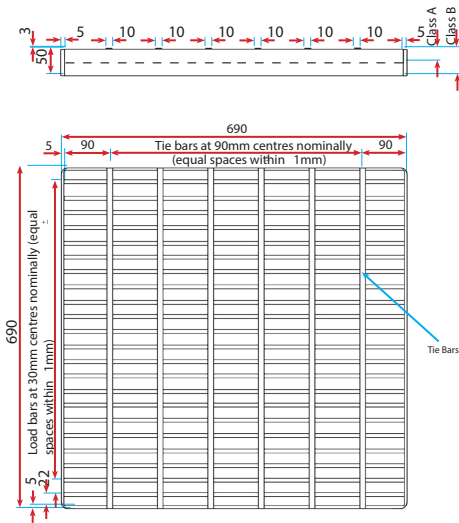 3
5 10 10 10 10 10 10 5
50
Class A
Class B
690
5 90 Tie bars at 90mm centres nominally 90
(equal spaces within 1mm)
690
Load bars at 30mm centres nominally (equal
±
spaces within 1mm)
Tie Bars
22
5